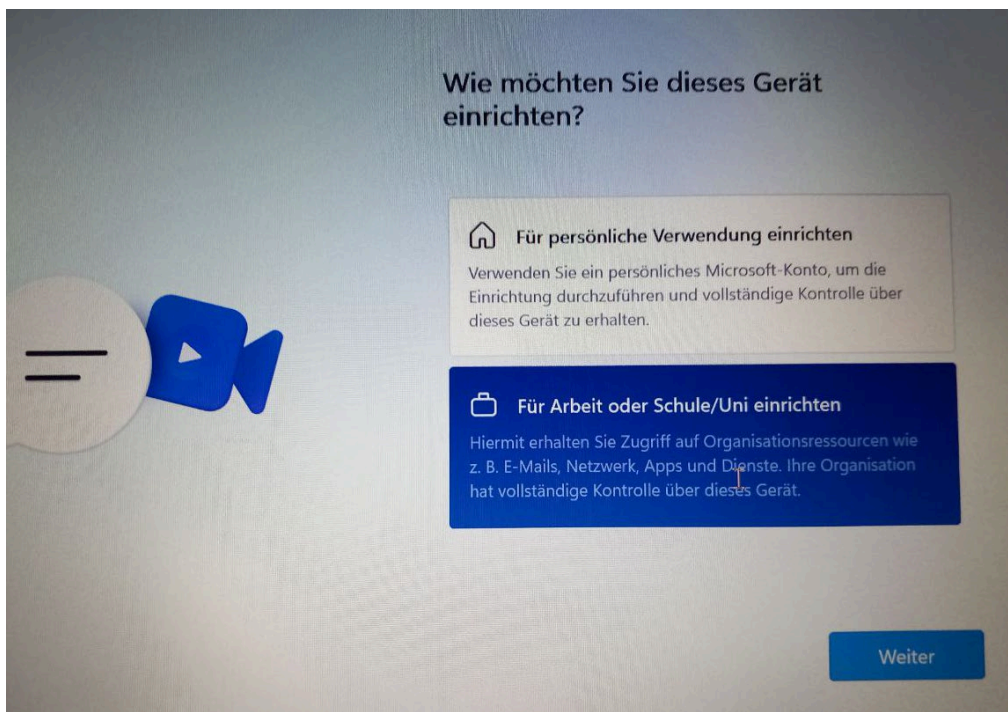 Wie möchten Sie dieses Gerät
einrichten?
Für persönliche Verwendung einrichten
Verwenden Sie ein persönliches Microsoft-Konto, um die
Einrichtung durchzuführen und vollständige Kontrolle über
dieses Gerät zu erhalten.
Für Arbeit oder Schule/Uni einrichten
Hiermit erhalten Sie Zugriff auf Organisationsressourcen wie
z. B. E-Mails, Netzwerk, Apps und Dienste. Ihre Organisation
hat vollständige Kontrolle über dieses Gerät.
Weiter